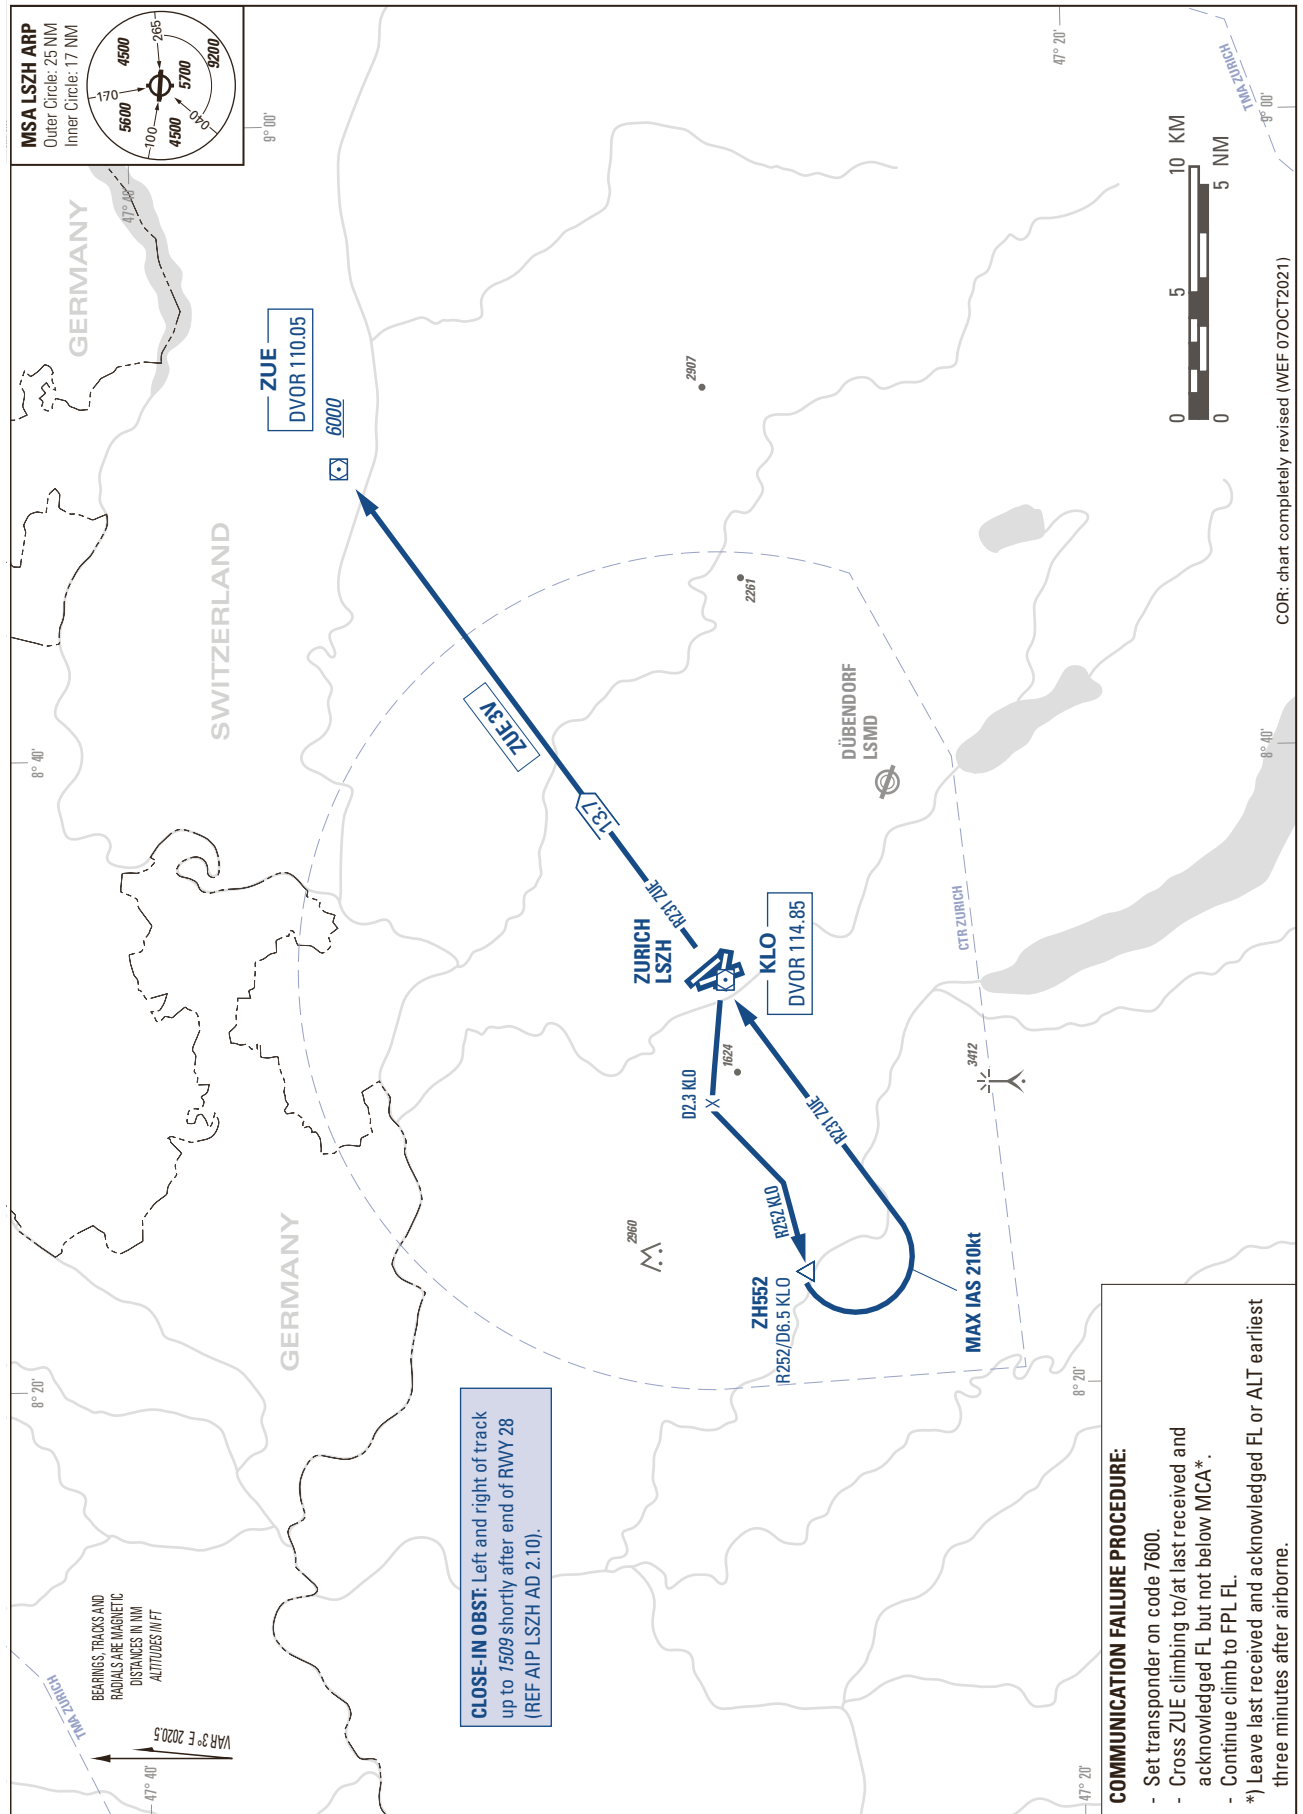 MSA LSZH ARP
Outer Circle: 25 NM
Inner Circle: 17 NM
170
265
100
040
5600
4500
4500
5700
9200
BEARINGS, TRACKS AND
RADIALS ARE MAGNETIC
DISTANCES IN NM
ALTITUDES IN FT
VAR 3° E 2020.5
TMA ZURICH
8° 20'
8° 40'
9° 00'
47° 40'
47° 40'
GERMANY
SWITZERLAND
GERMANY
ZUE
DVOR 110.05
6000
ZUE 3V
13.7
R231 ZUE
ZURICH
LSZH
KLO
DVOR 114.85
D2.3 KLO
1624
R252 KLO
R231 ZUE
ZH552
R252/D6.5 KLO
MAX IAS 210kt
2960
3412
2907
2261
DÜBENDORF
LSMD
CTR ZURICH
CLOSE-IN OBST: Left and right of track
up to 1509 shortly after end of RWY 28
(REF AIP LSZH AD 2.10).
8° 20'
8° 40'
9° 00'
47° 20'
47° 20'
TMA ZURICH
0 5 10 KM
0 5 NM
COMMUNICATION FAILURE PROCEDURE:
- Set transponder on code 7600.
- Cross ZUE climbing to/at last received and
acknowledged FL but not below MCA*.
- Continue climb to FPL FL.
*) Leave last received and acknowledged FL or ALT earliest
three minutes after airborne.
COR: chart completely revised (WEF 07OCT2021)